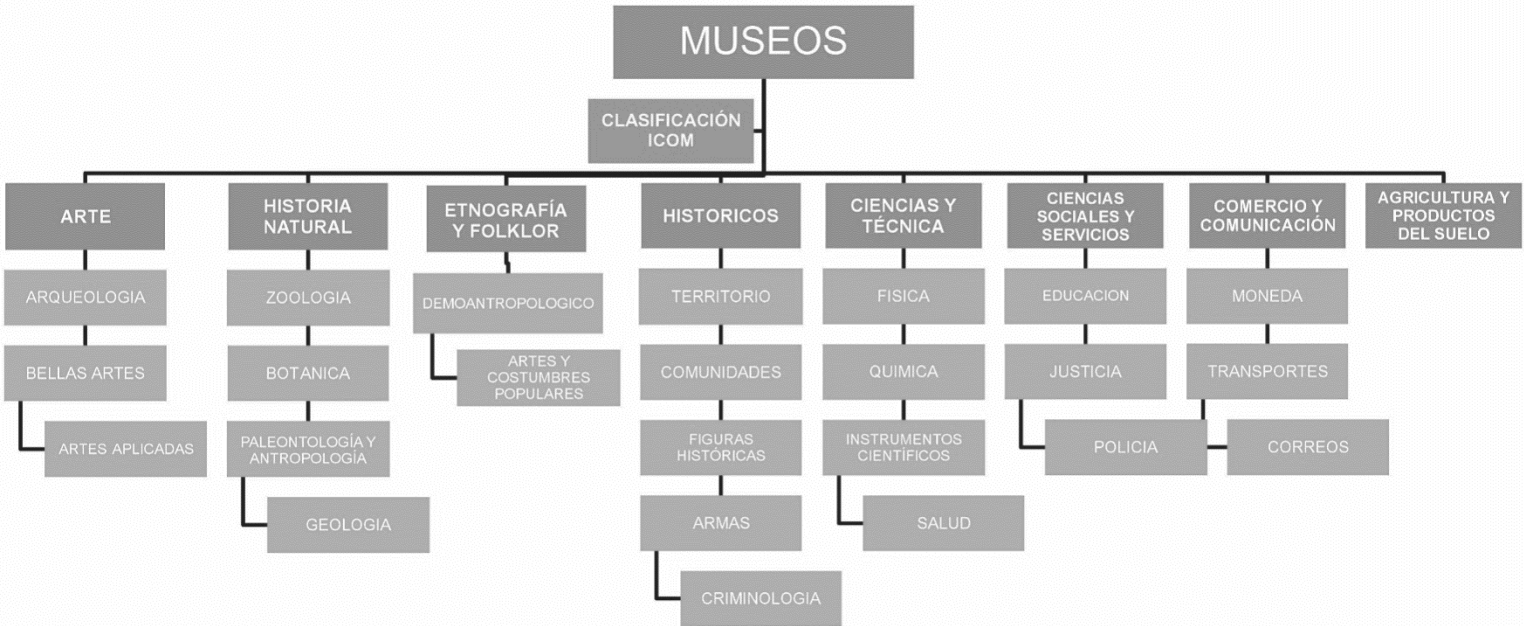 MUSEOS
CLASIFICACIÓN
ICOM
ARTE
ARQUEOLOGIA
BELLAS ARTES
ARTES APLICADAS
HISTORIA
NATURAL
ZOOLOGIA
BOTANICA
PALEONTOLOGÍA Y
ANTROPOLOGÍA
GEOLOGIA
ETNOGRAFÍA
Y FOLKLOR
DEMOANTROPOLOGICO
ARTES Y
COSTUMBRES
POPULARES
HISTORICOS
TERRITORIO
COMUNIDADES
FIGURAS
HISTÓRICAS
ARMAS
CRIMINOLOGIA
CIENCIAS Y
TÉCNICA
FISICA
QUIMICA
INSTRUMENTOS
CIENTÍFICOS
SALUD
CIENCIAS
SOCIALES Y
SERVICIOS
EDUCACION
JUSTICIA
POLICIA
COMERCIO Y
COMUNICACIÓN
MONEDA
TRANSPORTES
CORREOS
AGRICULTURA Y
PRODUCTOS
DEL SUELO